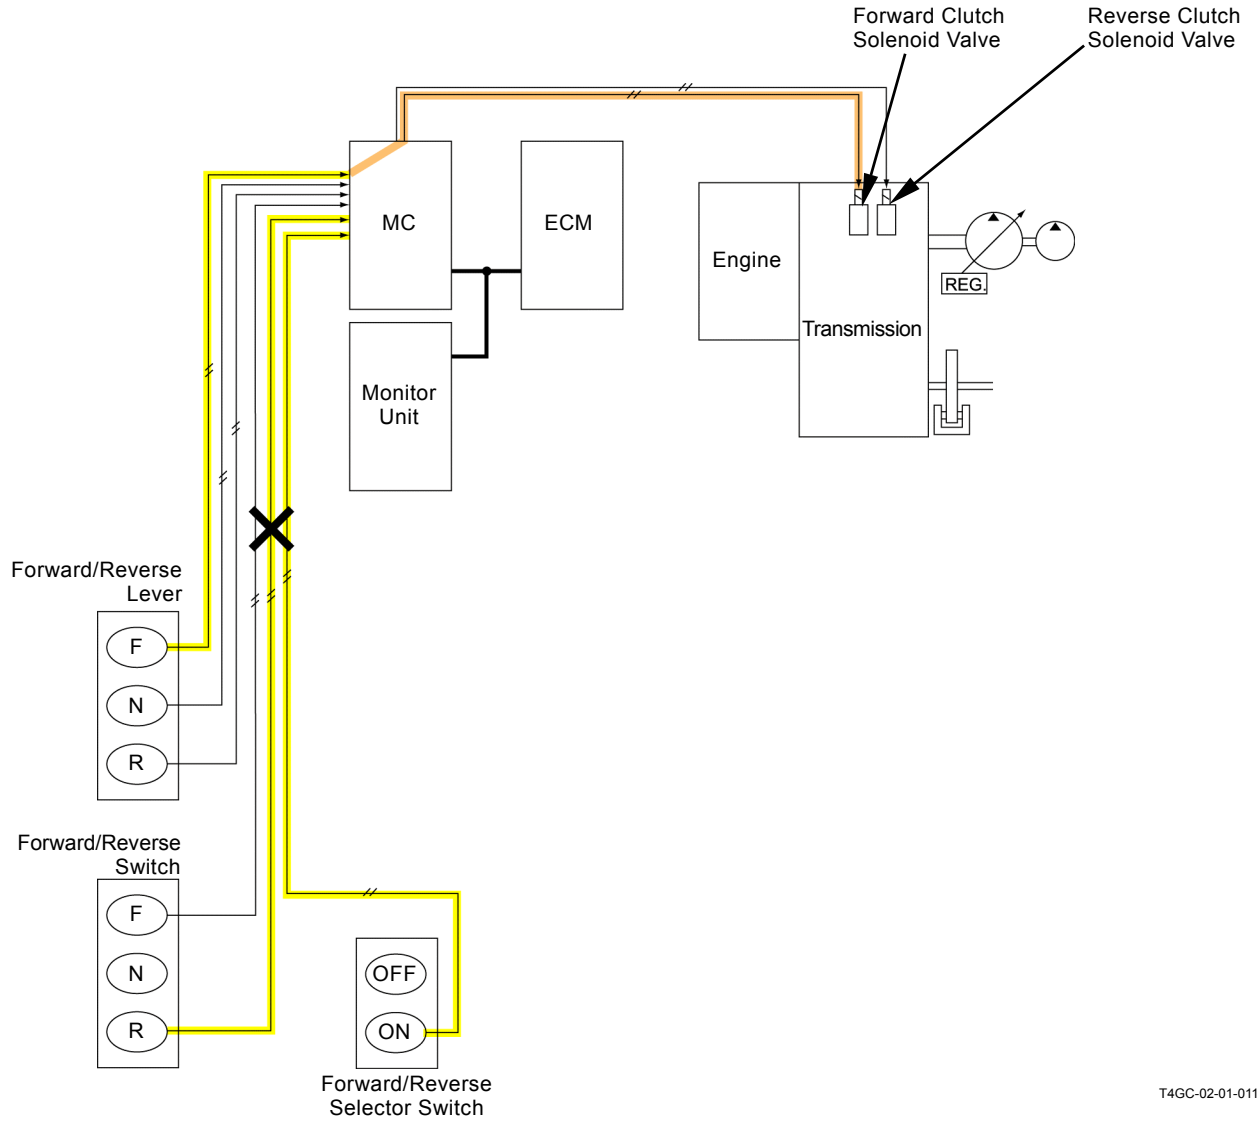 Forward Clutch
Solenoid Valve
Reverse Clutch
Solenoid Valve
MC
ECM
Engine
REG.
Transmission
Monitor
Unit
Forward/Reverse
Lever
F
N
R
Forward/Reverse
Switch
F
N
R
OFF
ON
Forward/Reverse
Selector Switch
T4GC-02-01-011